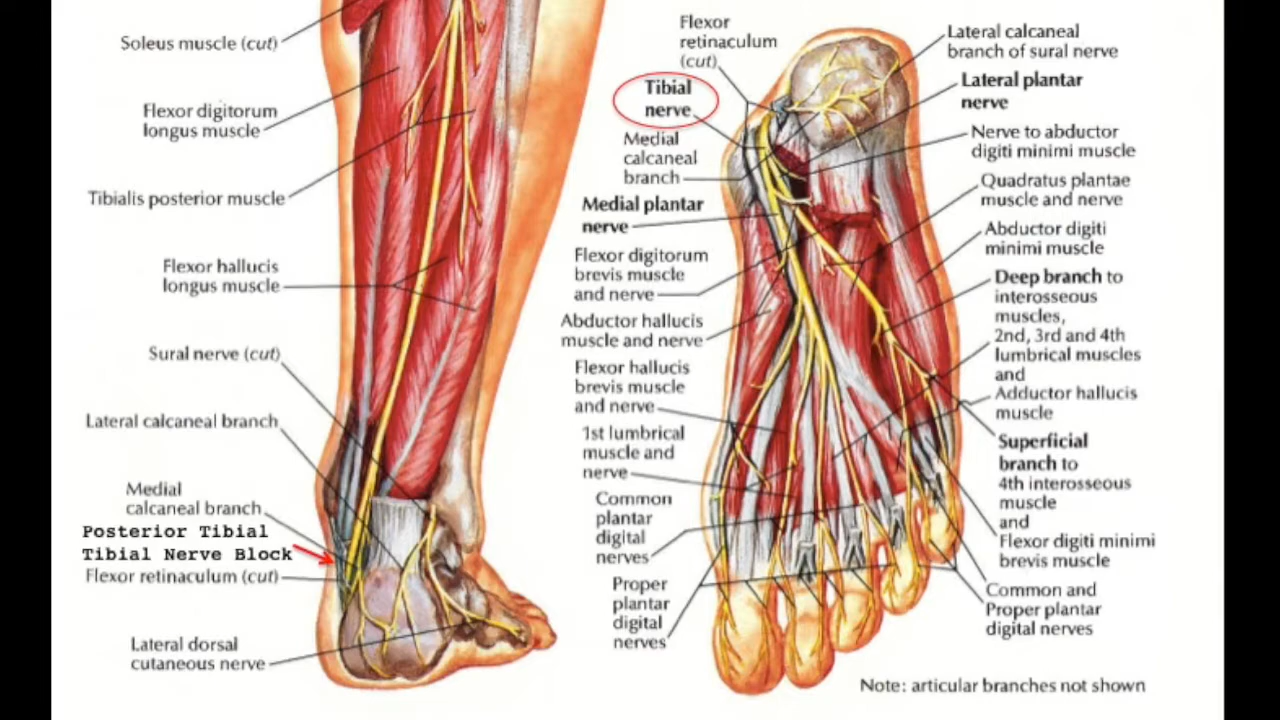 Soleus muscle (cut)
Flexor digitorum
longus muscle
Tibialis posterior muscle
Flexor hallucis
longus muscle
Sural nerve (cut)
Lateral calcaneal branch
Medial
calcaneal branch
Posterior Tibial
Tibial Nerve Block
Flexor retinaculum (cut)
Lateral dorsal
cutaneous nerve
Flexor
retinaculum
(cut)
Tibial
nerve
Medial
calcaneal
branch
Medial plantar
nerve
Flexor digitorum
brevis muscle
and nerve
Abductor hallucis
muscle and nerve
Flexor hallucis
brevis muscle
and nerve
1st lumbrical
muscle and
nerve
Common
plantar
digital
nerves
Proper
plantar
digital
nerves
Lateral calcaneal
branch of sural nerve
Lateral plantar
nerve
Nerve to abductor
digiti minimi muscle
Quadratus plantae
muscle and nerve
Abductor digiti
minimi muscle
Deep branch to
interosseous
muscles,
2nd, 3rd and 4th
lumbrical muscles
and
Adductor hallucis
muscle
Superficial
branch to
4th interosseous
muscle
and
Flexor digiti minimi
brevis muscle
Common and
Proper plantar
digital nerves
Note: articular branches not shown